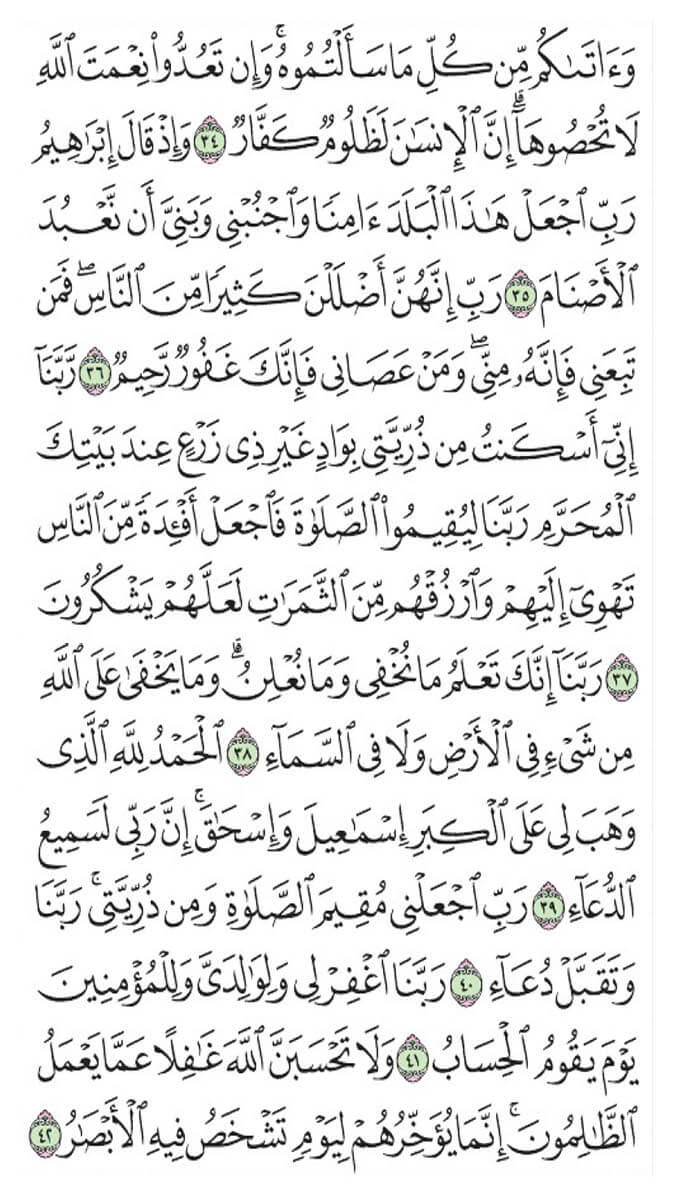 وَءَاتَىٰكُم مِّن كُلِّ مَا سَأَلْتُمُوهُۚ وَإِن تَعُدُّوا۟ نِعْمَتَ ٱللَّهِ
لَا تُحْصُوهَآۗ إِنَّ ٱلْإِنسَٰنَ لَظَلُومٌ كَفَّارٌ ٣٤ وَإِذْ قَالَ إِبْرَٰهِيمُ
رَبِّ ٱجْعَلْ هَٰذَا ٱلْبَلَدَ ءَامِنًا وَٱجْنُبْنِى وَبَنِىَّ أَن نَّعْبُدَ
ٱلْأَصْنَامَ ٣٥ رَبِّ إِنَّهُنَّ أَضْلَلْنَ كَثِيرًا مِّنَ ٱلنَّاسِۖ فَمَن
تَبِعَنِى فَإِنَّهُۥ مِنِّىۖ وَمَنْ عَصَانِى فَإِنَّكَ غَفُورٌ رَّحِيمٌ ٣٦ رَّبَّنَآ
إِنِّىٓ أَسْكَنتُ مِن ذُرِّيَّتِى بِوَادٍ غَيْرِ ذِى زَرْعٍ عِندَ بَيْتِكَ
ٱلْمُحَرَّمِ رَبَّنَا لِيُقِيمُوا۟ ٱلصَّلَوٰةَ فَٱجْعَلْ أَفْـِٔدَةً مِّنَ ٱلنَّاسِ
تَهْوِىٓ إِلَيْهِمْ وَٱرْزُقْهُم مِّنَ ٱلثَّمَرَٰتِ لَعَلَّهُمْ يَشْكُرُونَ
٣٧ رَبَّنَآ إِنَّكَ تَعْلَمُ مَا نُخْفِى وَمَا نُعْلِنُۗ وَمَا يَخْفَىٰ عَلَى ٱللَّهِ
مِن شَىْءٍ فِى ٱلْأَرْضِ وَلَا فِى ٱلسَّمَآءِ ٣٨ ٱلْحَمْدُ لِلَّهِ ٱلَّذِى
وَهَبَ لِى عَلَى ٱلْكِبَرِ إِسْمَٰعِيلَ وَإِسْحَٰقَۚ إِنَّ رَبِّى لَسَمِيعُ
ٱلدُّعَآءِ ٣٩ رَبِّ ٱجْعَلْنِى مُقِيمَ ٱلصَّلَوٰةِ وَمِن ذُرِّيَّتِىۚ رَبَّنَا
وَتَقَبَّلْ دُعَآءِ ٤٠ رَبَّنَا ٱغْفِرْ لِى وَلِوَٰلِدَىَّ وَلِلْمُؤْمِنِينَ
يَوْمَ يَقُومُ ٱلْحِسَابُ ٤١ وَلَا تَحْسَبَنَّ ٱللَّهَ غَٰفِلًا عَمَّا يَعْمَلُ
ٱلظَّٰلِمُونَۚ إِنَّمَا يُؤَخِّرُهُمْ لِيَوْمٍ تَشْخَصُ فِيهِ ٱلْأَبْصَٰرُ ٤٢